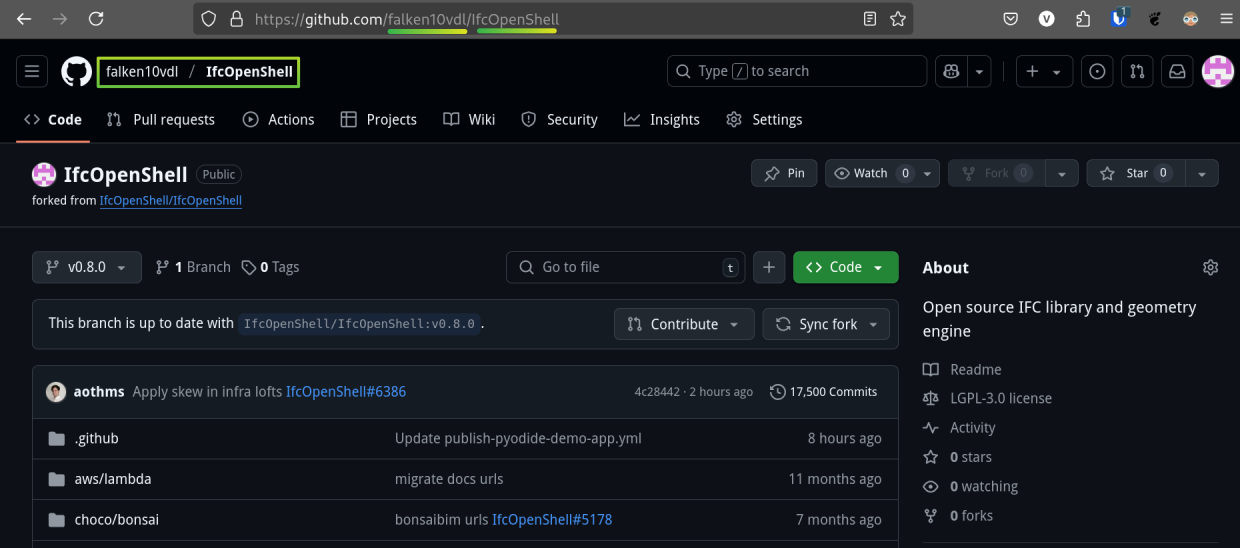 https://github.com/falken10vdl/IfcOpenShell
1
V
falken10vdl / IfcOpenShell
Type / to search
Code
Pull requests
Actions
Projects
Wiki
Security
Insights
Settings
IfcOpenShell Public
Pin
Watch 0
Fork 0
Star 0
forked from IfcOpenShell/IfcOpenShell
v0.8.0
1 Branch
0 Tags
Go to file
t
Code
About
This branch is up to date with IfcOpenShell/IfcOpenShell:v0.8.0.
Contribute
Sync fork
Open source IFC library and geometry
engine
aothms Apply skew in infra lofts IfcOpenShell#6386
4c28442 · 2 hours ago
17,500 Commits
Readme
LGPL-3.0 license
Activity
0 stars
0 watching
0 forks
.github
Update publish-pyodide-demo-app.yml
8 hours ago
aws/lambda
migrate docs urls
11 months ago
choco/bonsai
bonsaibim urls IfcOpenShell#5178
7 months ago